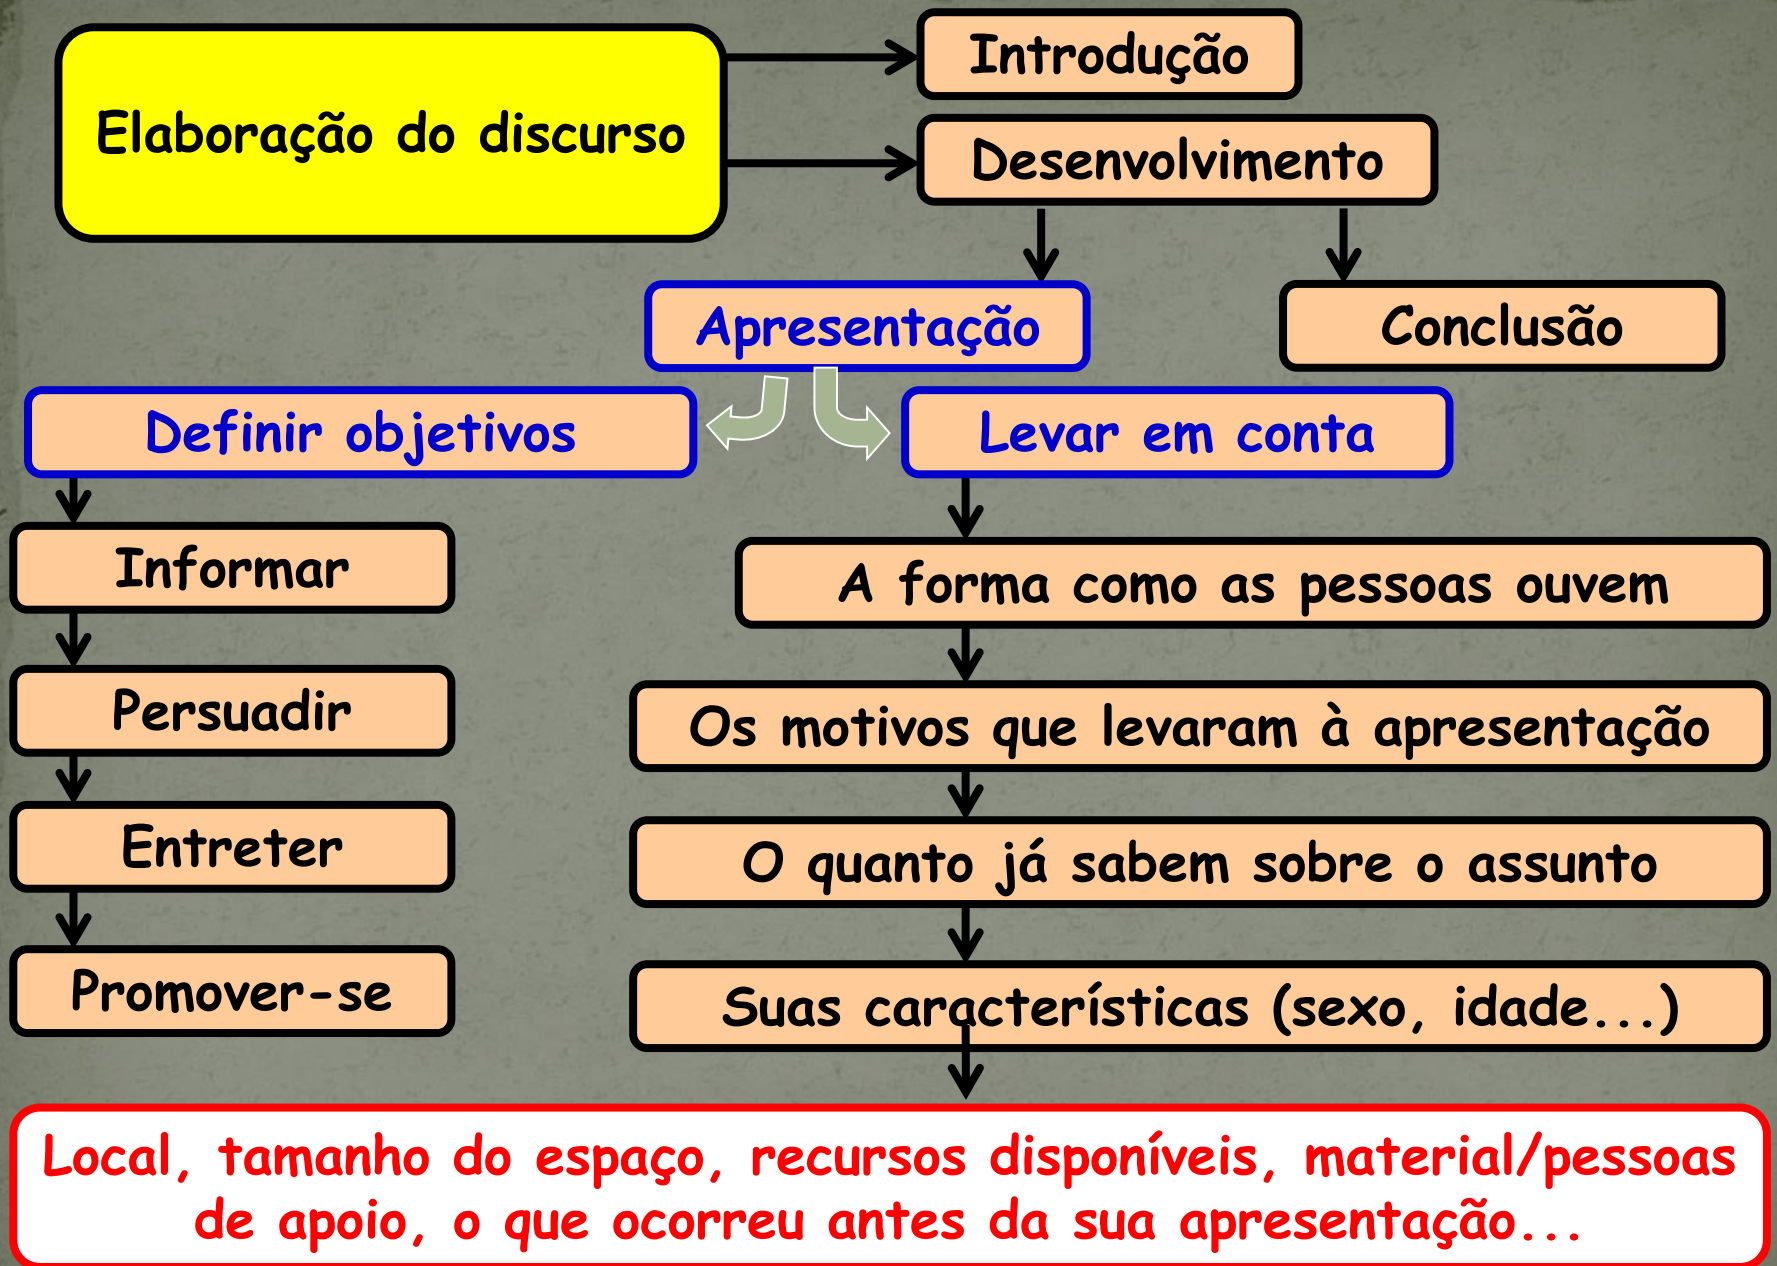 Elaboração do discurso
Introdução
Desenvolvimento
Apresentação
Conclusão
Definir objetivos
Levar em conta
Informar
Persuadir
Entreter
Promover-se
A forma como as pessoas ouvem
Os motivos que levaram à apresentação
O quanto já sabem sobre o assunto
Suas características (sexo, idade...)
Local, tamanho do espaço, recursos disponíveis, material/pessoas
de apoio, o que ocorreu antes da sua apresentação...